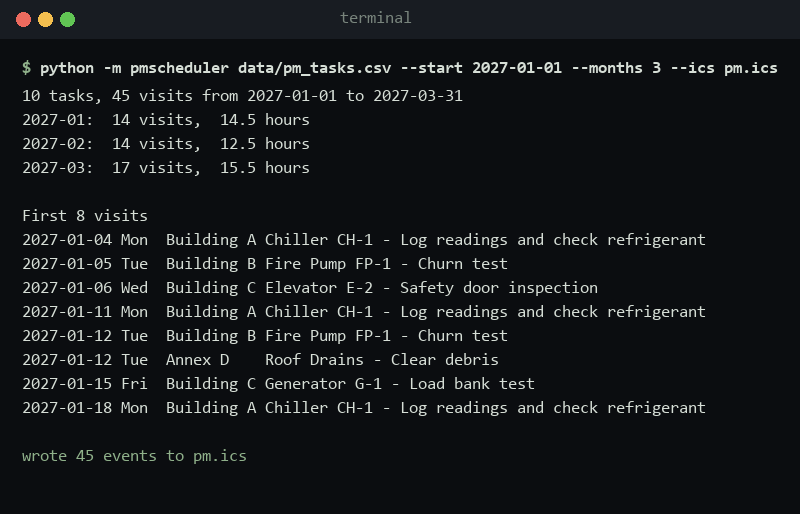 terminal
$ python -m pmscheduler data/pm_tasks.csv --start 2027-01-01 --months 3 --ics pm.ics
10 tasks, 45 visits from 2027-01-01 to 2027-03-31
2027-01:  14 visits,  14.5 hours
2027-02:  14 visits,  12.5 hours
2027-03:  17 visits,  15.5 hours
First 8 visits
2027-01-04 Mon  Building A Chiller CH-1 - Log readings and check refrigerant
2027-01-05 Tue  Building B Fire Pump FP-1 - Churn test
2027-01-06 Wed  Building C Elevator E-2 - Safety door inspection
2027-01-11 Mon  Building A Chiller CH-1 - Log readings and check refrigerant
2027-01-12 Tue  Building B Fire Pump FP-1 - Churn test
2027-01-12 Tue  Annex D    Roof Drains - Clear debris
2027-01-15 Fri  Building C Generator G-1 - Load bank test
2027-01-18 Mon  Building A Chiller CH-1 - Log readings and check refrigerant
wrote 45 events to pm.ics